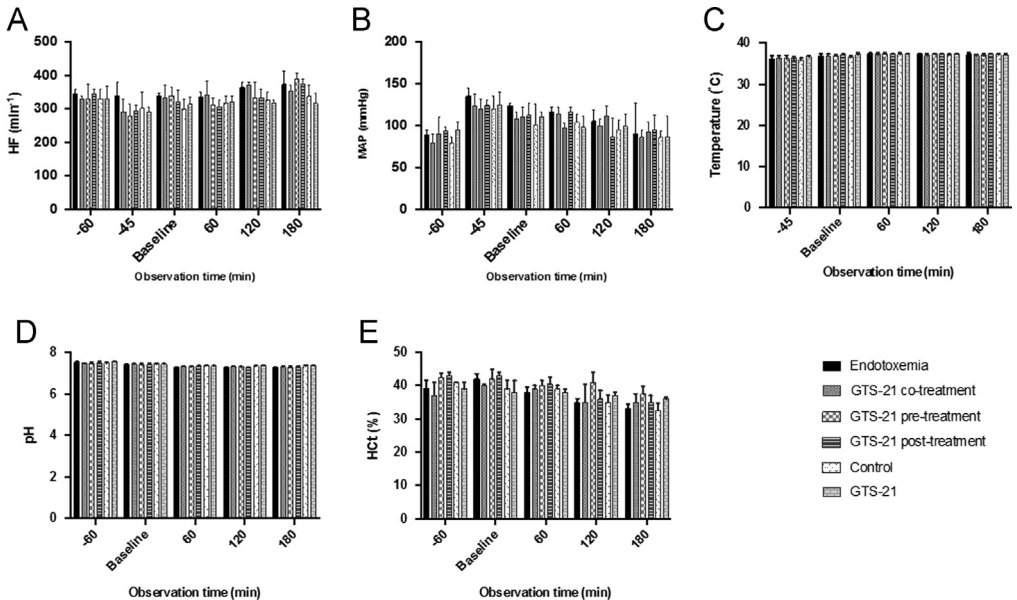 A
HF (min⁻¹)
500
400
300
200
100
0
-60
-45
Baseline
60
120
180
Observation time (min)
B
MAP (mmHg)
200
150
100
50
0
-60
-45
Baseline
60
120
180
Observation time (min)
C
Temperature (°C)
40
30
20
10
0
-45
Baseline
60
120
180
Observation time (min)
D
pH
8
6
4
2
0
-60
Baseline
60
120
180
Observation time (min)
E
HCt (%)
50
40
30
20
10
0
-60
Baseline
60
120
180
Observation time (min)
Endotoxemia
GTS-21 co-treatment
GTS-21 pre-treatment
GTS-21 post-treatment
Control
GTS-21